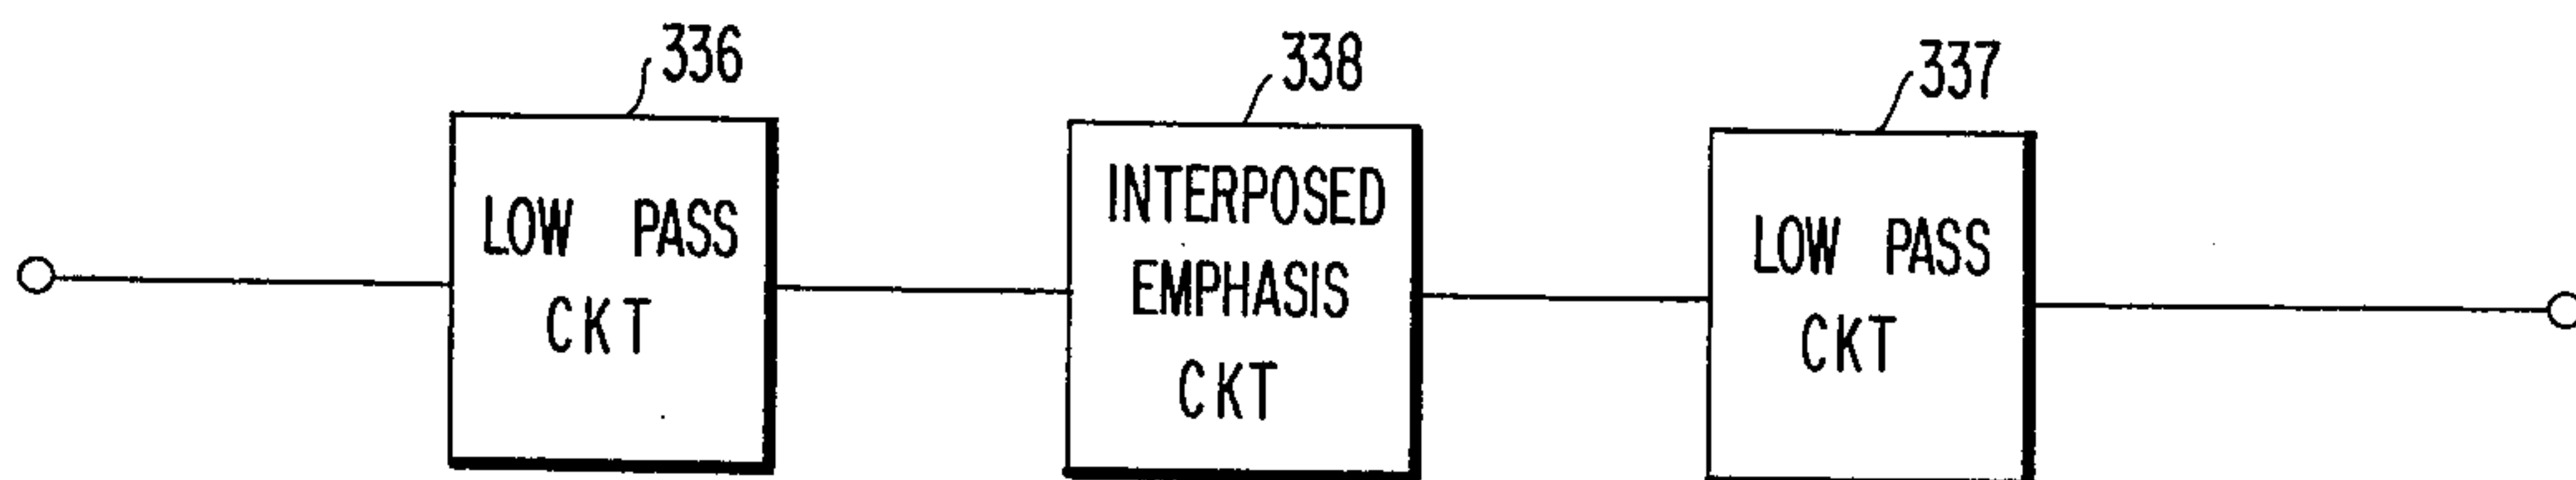 336
LOW PASS
CKT
338
INTERPOSED
EMPHASIS
CKT
337
LOW PASS
CKT